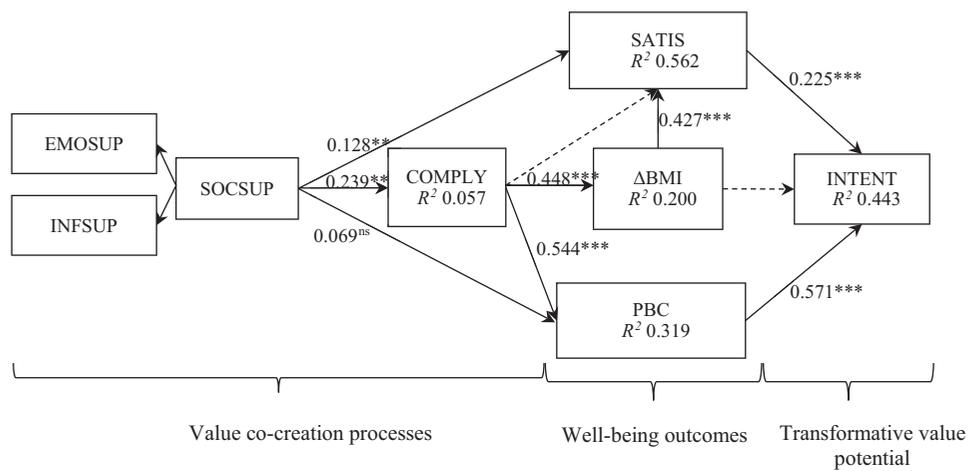 SATIS
R² 0.562
0.225***
EMOSUP
0.427***
0.128**
SOCSUP
0.239**
COMPLY
R² 0.057
0.448***
ΔBMI
R² 0.200
INTENT
R² 0.443
INFSUP
0.069ns
0.544***
PBC
R² 0.319
0.571***
Value co-creation processes
Well-being outcomes
Transformative value
potential